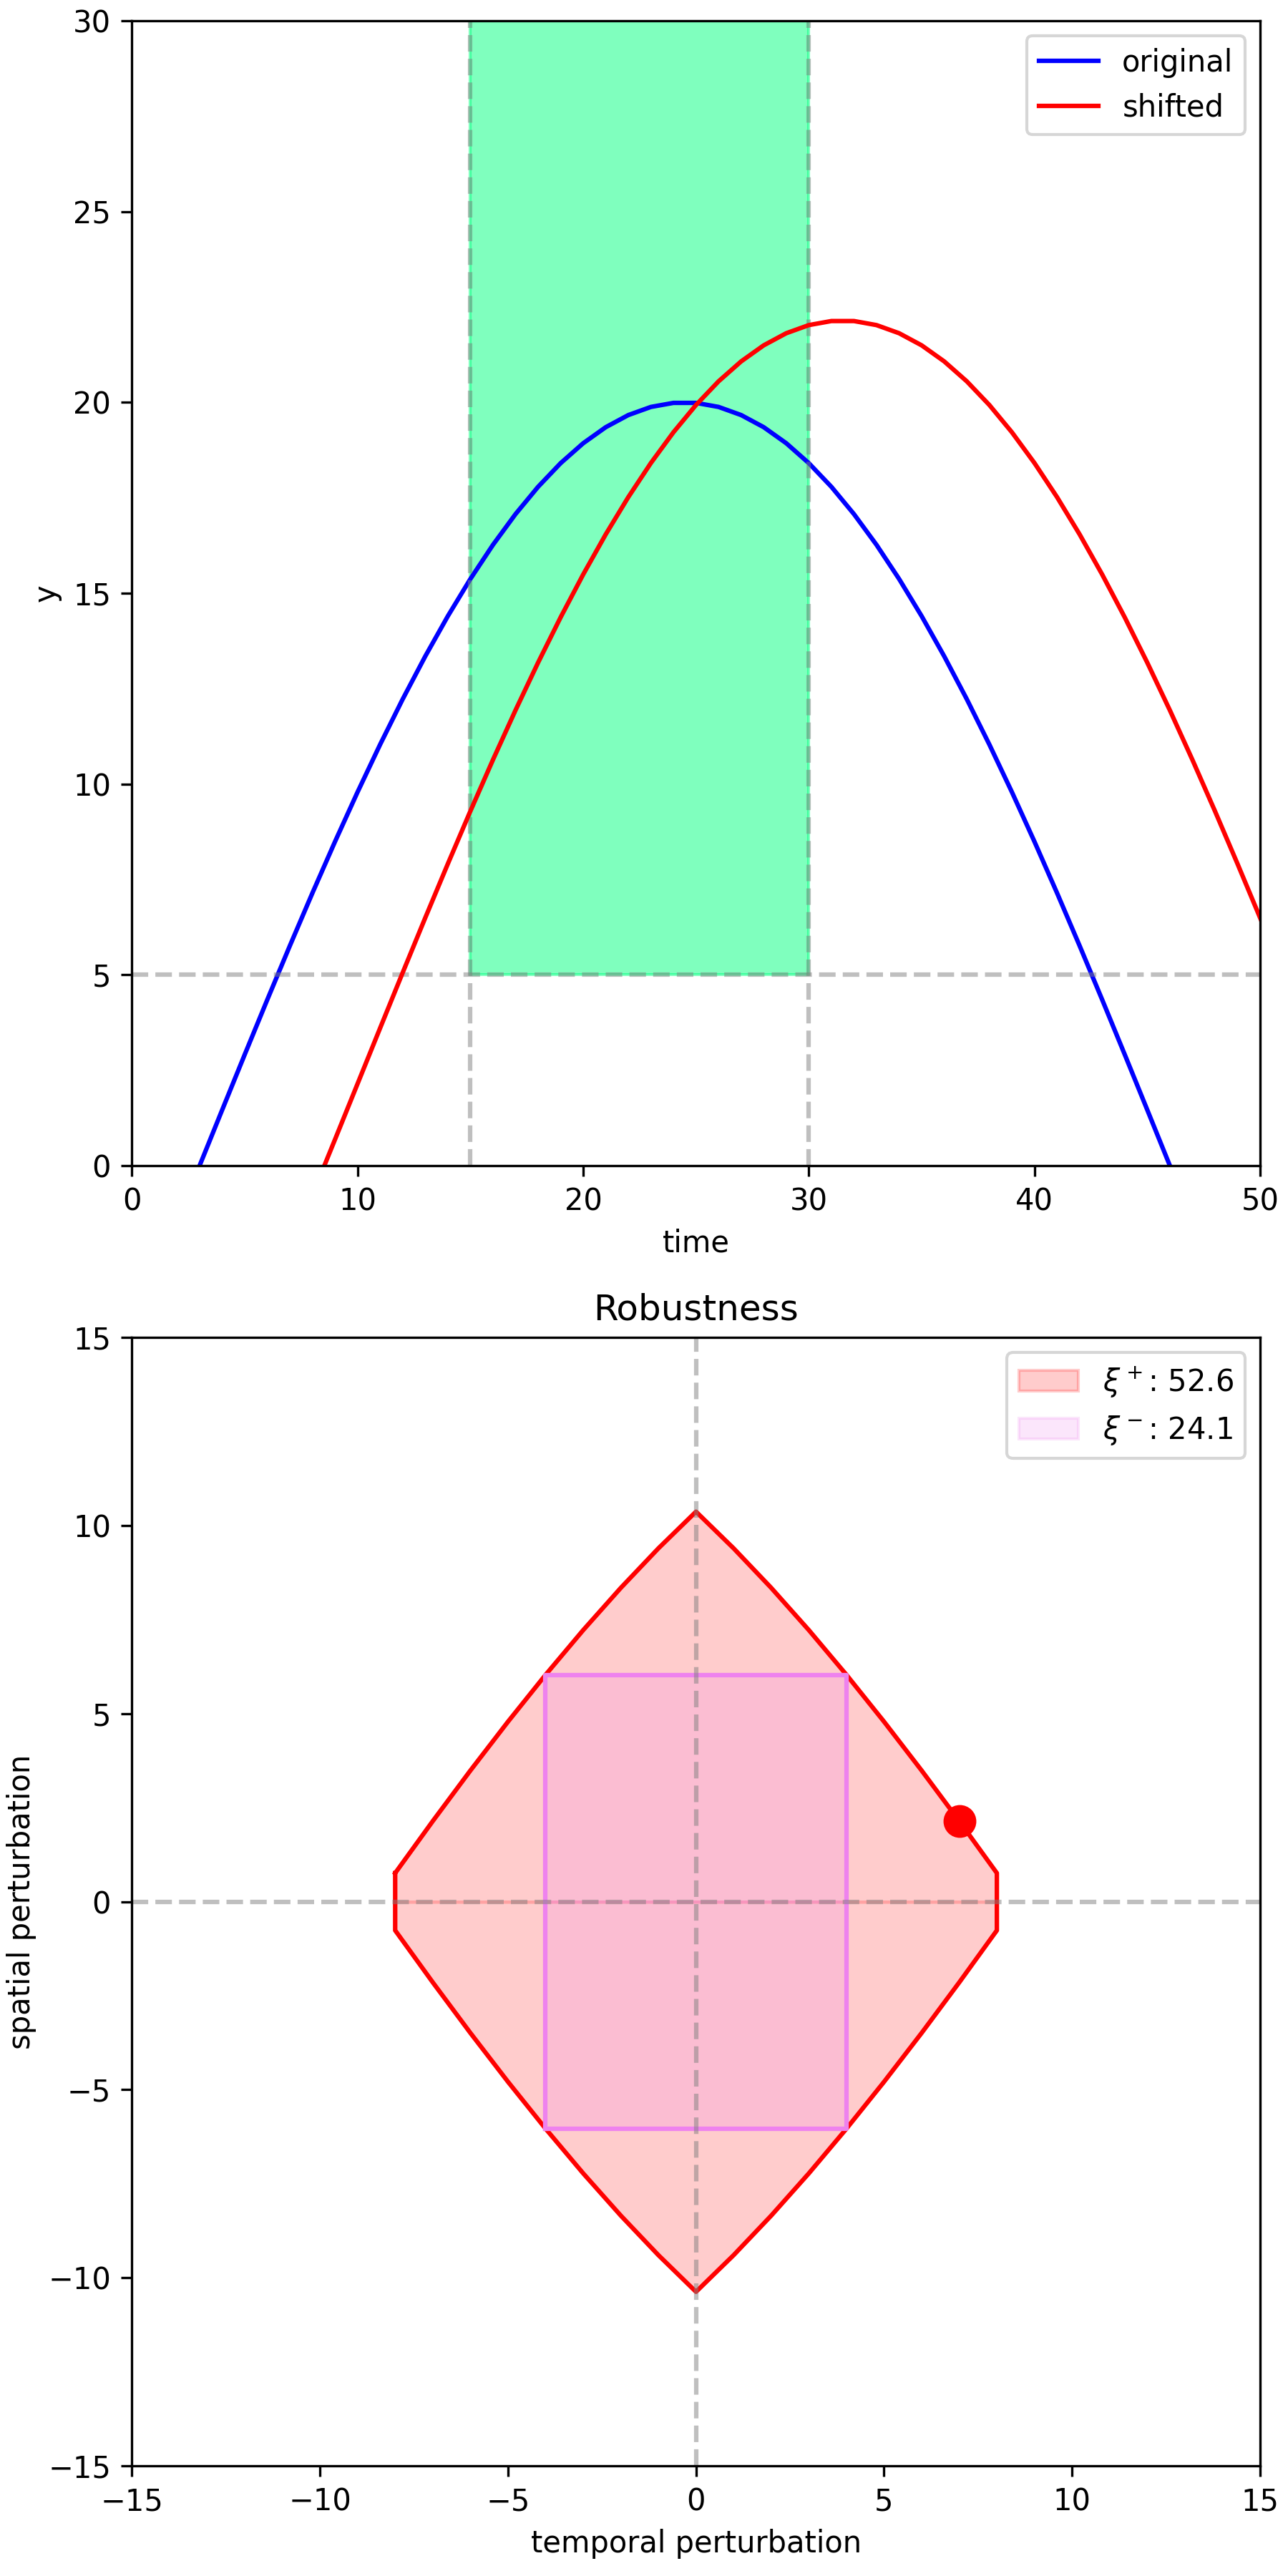 30
25
20
15
10
5
0
y
original
shifted
0 10 20 30 40 50
time
Robustness
15
10
5
0
−5
−10
−15
spatial perturbation
ξ⁺: 52.6
ξ⁻: 24.1
−15 −10 −5 0 5 10 15
temporal perturbation